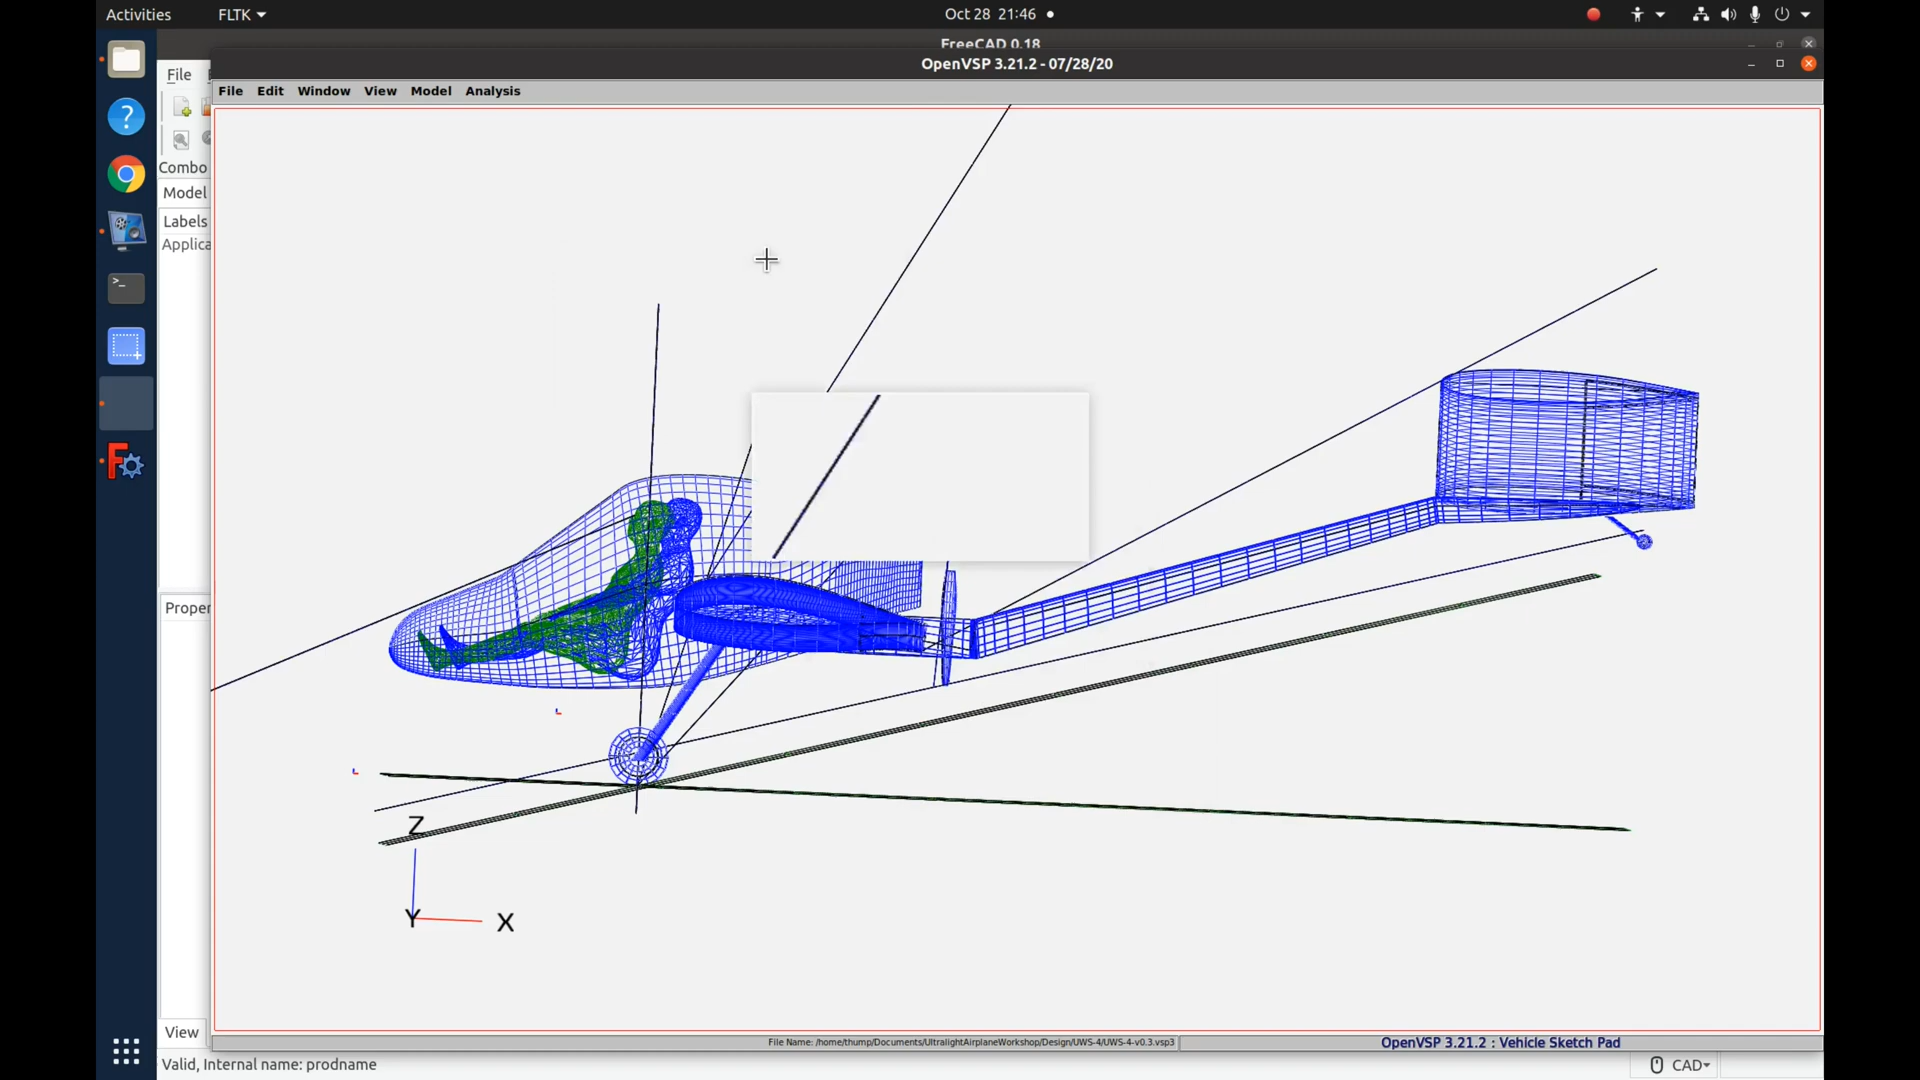 Activities
FLTK
Oct 28 21:46
FreeCAD 0.18
OpenVSP 3.21.2 - 07/28/20
File
File Edit Window View Model Analysis
Combo
Model
Labels
Applica
Proper
Z
Y X
View
File Name: /home/thump/Documents/UltralightAirplaneWorkshop/Design/UWS-4/UWS-4-v0.3.vsp3
OpenVSP 3.21.2 : Vehicle Sketch Pad
Valid, Internal name: prodname
CAD